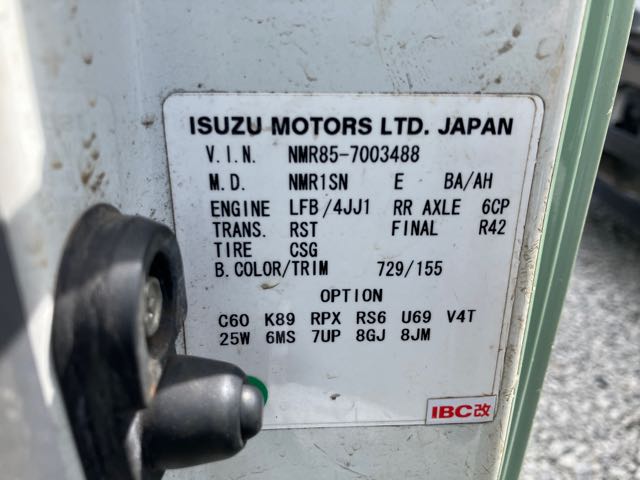 ISUZU MOTORS LTD. JAPAN
V.I.N. NMR85-7003488
M.D. NMR1SN E BA/AH
ENGINE LFB/4JJ1 RR AXLE 6CP
TRANS. RST FINAL R42
TIRE CSG
B.COLOR/TRIM 729/155
OPTION
C60 K89 RPX RS6 U69 V4T
25W 6MS 7UP 8GJ 8JM
IBC改